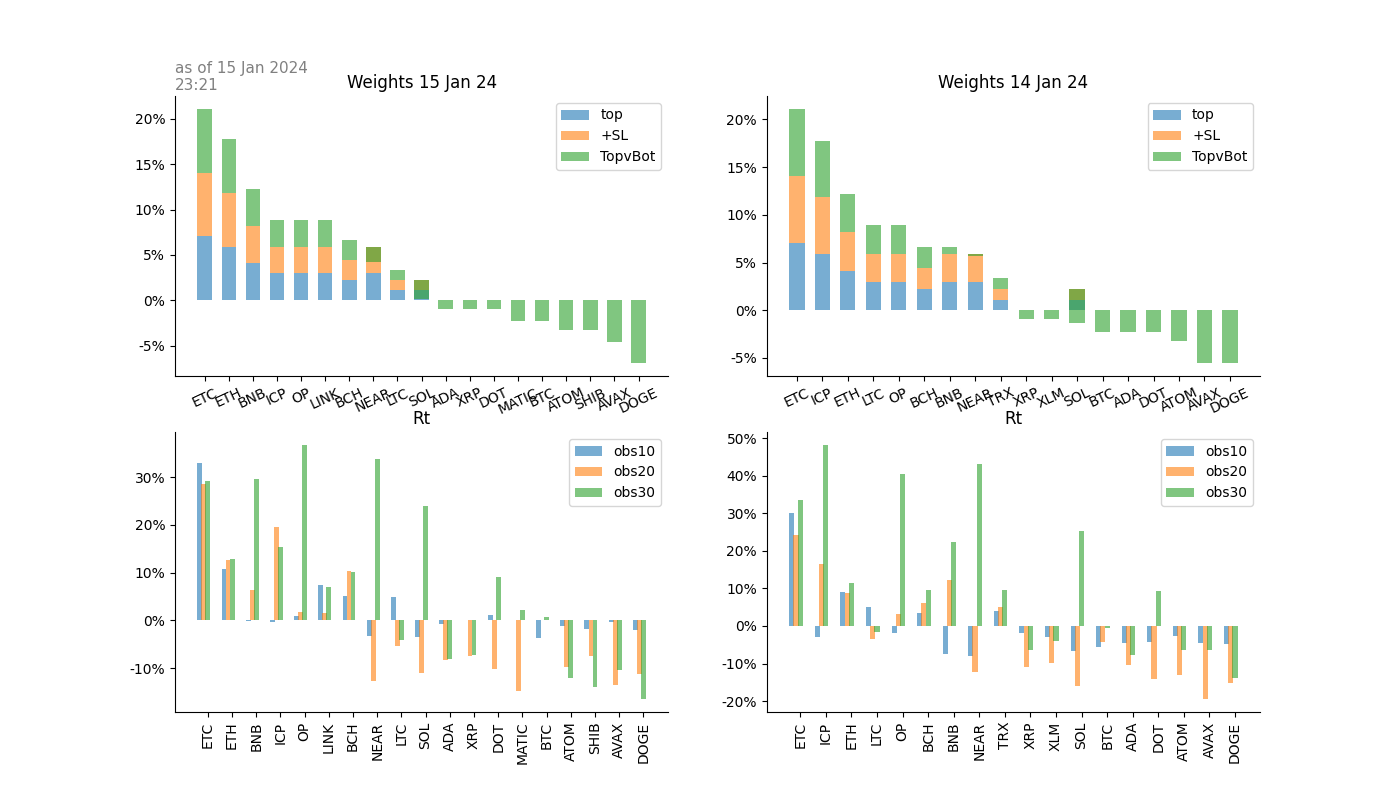 as of 15 Jan 2024
23:21
Weights 15 Jan 24
20%
15%
10%
5%
0%
-5%
top
+SL
TopvBot
ETC ETH BNB ICP OP LINK BCH NEAR LTC SOL ADA XRP DOT MATIC BTC ATOM SHIB AVAX DOGE
Weights 14 Jan 24
20%
15%
10%
5%
0%
-5%
top
+SL
TopvBot
ETC ICP ETH LTC OP BCH BNB NEAR TRX XRP XLM SOL BTC ADA DOT ATOM AVAX DOGE
Rt
30%
20%
10%
0%
-10%
obs10
obs20
obs30
ETC ETH BNB ICP OP LINK BCH NEAR LTC SOL ADA XRP DOT MATIC BTC ATOM SHIB AVAX DOGE
Rt
50%
40%
30%
20%
10%
0%
-10%
-20%
obs10
obs20
obs30
ETC ICP ETH LTC OP BCH BNB NEAR TRX XRP XLM SOL BTC ADA DOT ATOM AVAX DOGE